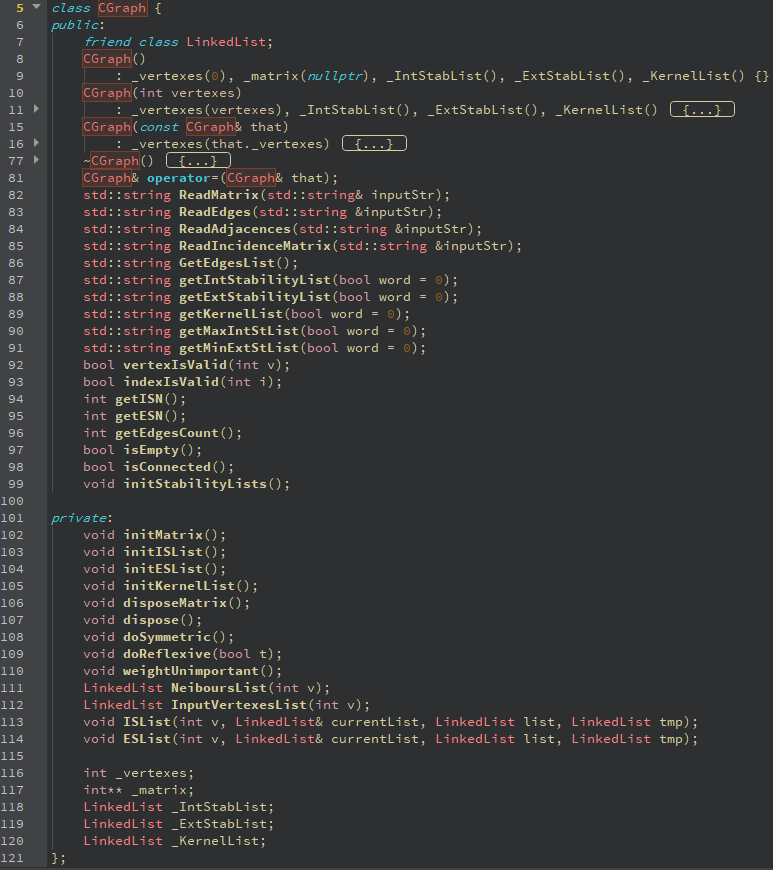 5 class CGraph {
6 public:
7     friend class LinkedList;
8     CGraph()
9         : _vertexes(0), _matrix(nullptr), _IntStabList(), _ExtStabList(), _KernelList() {}
10     CGraph(int vertexes)
11         : _vertexes(vertexes), _IntStabList(), _ExtStabList(), _KernelList() {...}
15     CGraph(const CGraph& that)
16         : _vertexes(that._vertexes) {...}
77     ~CGraph() {...}
81     CGraph& operator=(CGraph& that);
82     std::string ReadMatrix(std::string& inputStr);
83     std::string ReadEdges(std::string &inputStr);
84     std::string ReadAdjacences(std::string &inputStr);
85     std::string ReadIncidenceMatrix(std::string &inputStr);
86     std::string GetEdgesList();
87     std::string getIntStabilityList(bool word = 0);
88     std::string getExtStabilityList(bool word = 0);
89     std::string getKernelList(bool word = 0);
90     std::string getMaxIntStList(bool word = 0);
91     std::string getMinExtStList(bool word = 0);
92     bool vertexIsValid(int v);
93     bool indexIsValid(int i);
94     int getISN();
95     int getESN();
96     int getEdgesCount();
97     bool isEmpty();
98     bool isConnected();
99     void initStabilityLists();
100
101 private:
102     void initMatrix();
103     void initISList();
104     void initESList();
105     void initKernelList();
106     void disposeMatrix();
107     void dispose();
108     void doSymmetric();
109     void doReflexive(bool t);
110     void weightUnimportant();
111     LinkedList NeiboursList(int v);
112     LinkedList InputVertexesList(int v);
113     void ISList(int v, LinkedList& currentList, LinkedList list, LinkedList tmp);
114     void ESList(int v, LinkedList& currentList, LinkedList list, LinkedList tmp);
115
116     int _vertexes;
117     int** _matrix;
118     LinkedList _IntStabList;
119     LinkedList _ExtStabList;
120     LinkedList _KernelList;
121 };